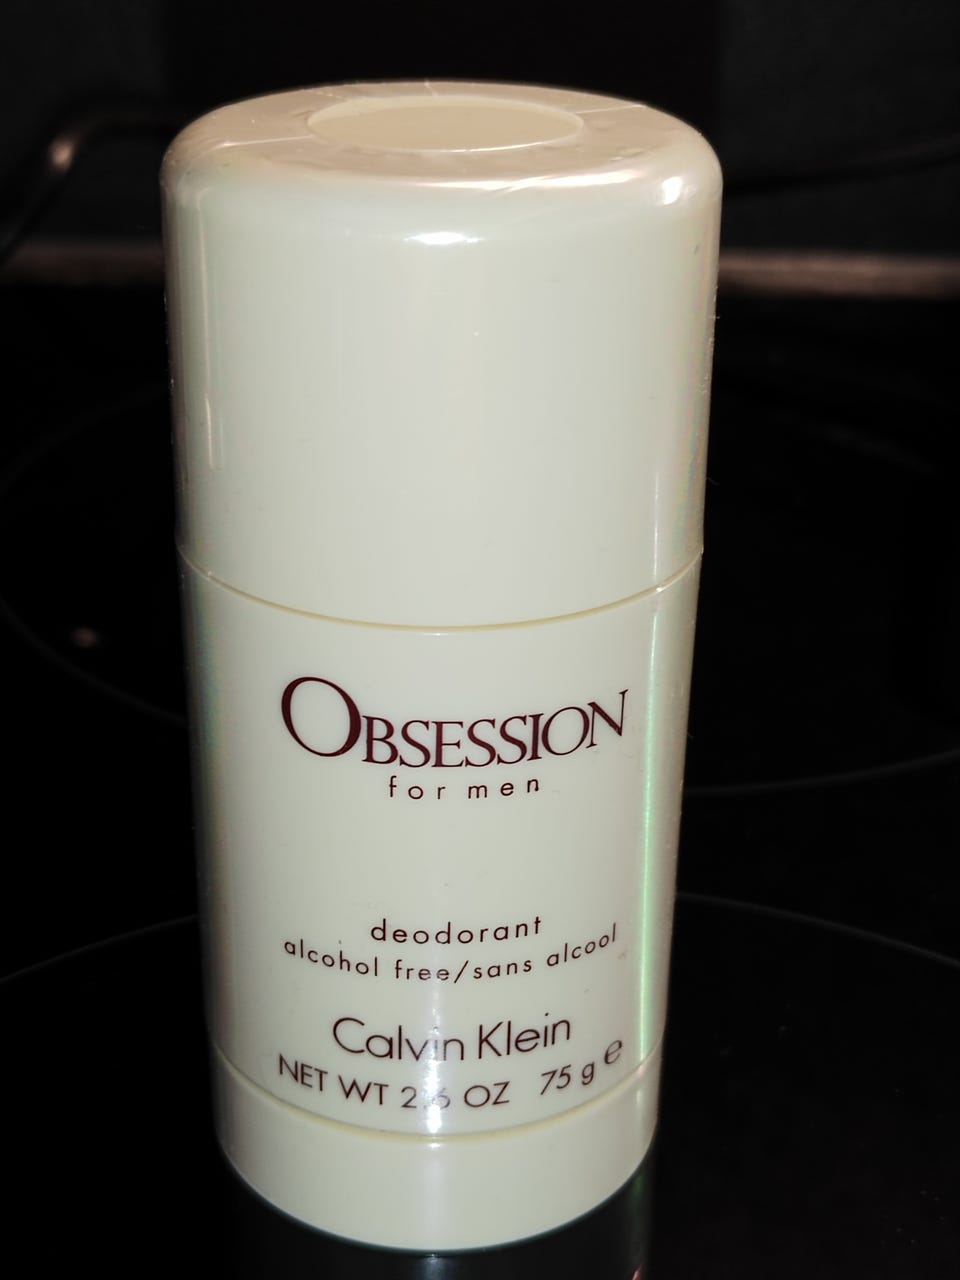 OBSESSION
for men
deodorant
alcohol free/sans alcool
Calvin Klein
NET WT 2.6 OZ 75 g e